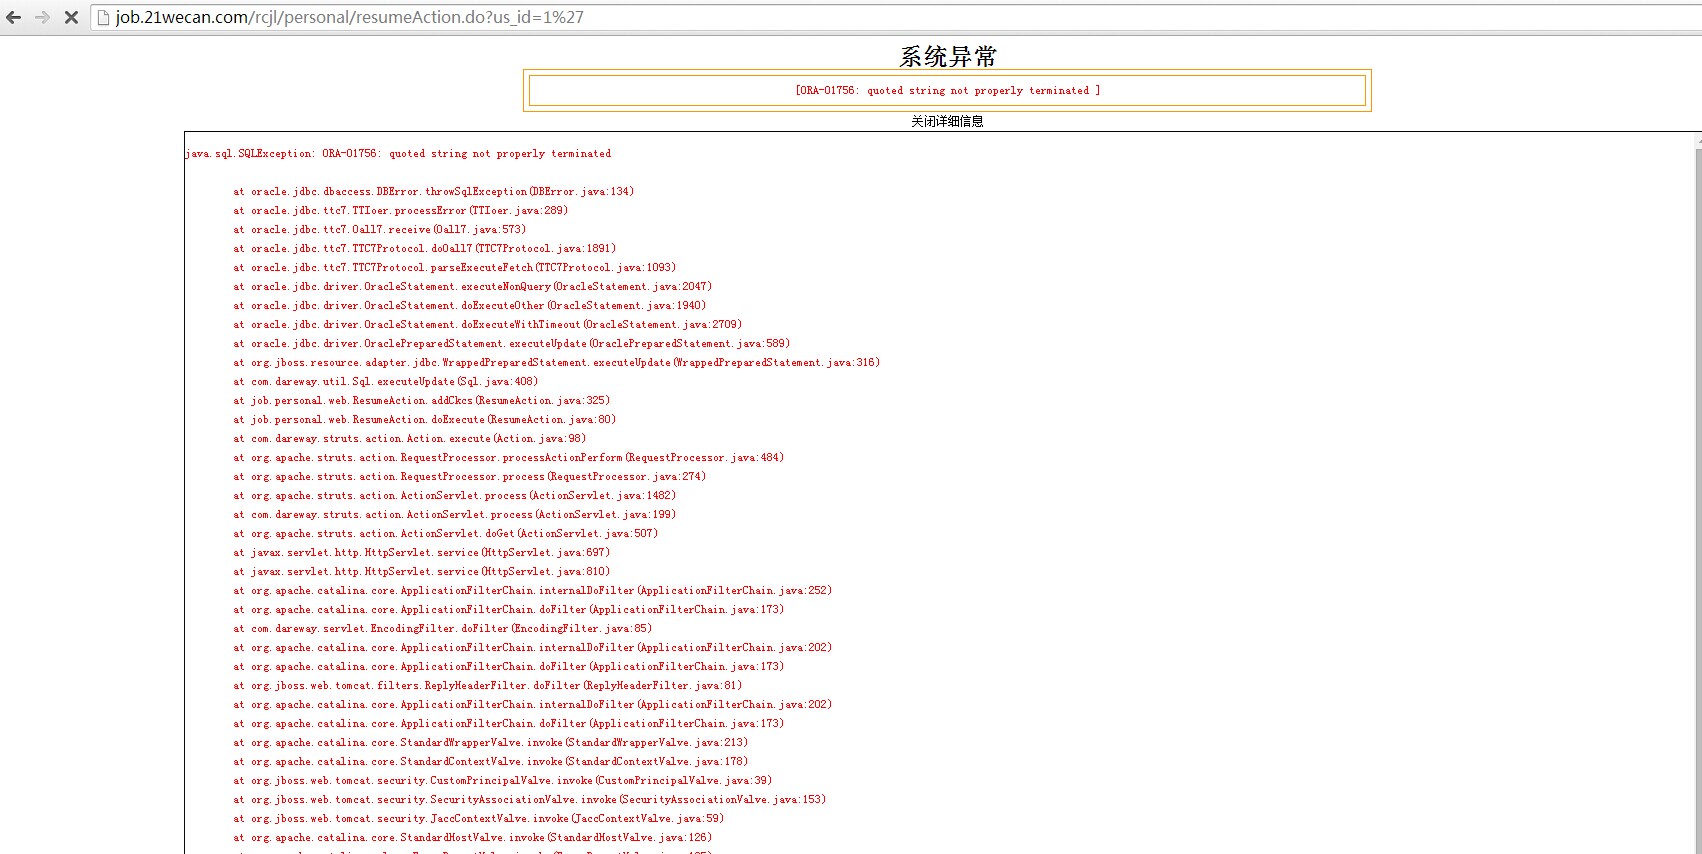 job.21wecan.com/rcjl/personal/resumeAction.do?us_id=1%27
系统异常
[ORA-01756: quoted string not properly terminated ]
关闭详细信息
java.sql.SQLException: ORA-01756: quoted string not properly terminated
at oracle.jdbc.dbaccess.DBError.throwSqlException(DBError.java:134)
at oracle.jdbc.ttc7.TTIoer.processError(TTIoer.java:289)
at oracle.jdbc.ttc7.Oall7.receive(Oall7.java:573)
at oracle.jdbc.ttc7.TTC7Protocol.doOall7(TTC7Protocol.java:1891)
at oracle.jdbc.ttc7.TTC7Protocol.parseExecuteFetch(TTC7Protocol.java:1093)
at oracle.jdbc.driver.OracleStatement.executeNonQuery(OracleStatement.java:2047)
at oracle.jdbc.driver.OracleStatement.doExecuteOther(OracleStatement.java:1940)
at oracle.jdbc.driver.OracleStatement.doExecuteWithTimeout(OracleStatement.java:2709)
at oracle.jdbc.driver.OraclePreparedStatement.executeUpdate(OraclePreparedStatement.java:589)
at org.jboss.resource.adapter.jdbc.WrappedPreparedStatement.executeUpdate(WrappedPreparedStatement.java:316)
at com.dareway.util.Sql.executeUpdate(Sql.java:408)
at job.personal.web.ResumeAction.addCkcs(ResumeAction.java:325)
at job.personal.web.ResumeAction.doExecute(ResumeAction.java:80)
at com.dareway.struts.action.Action.execute(Action.java:98)
at org.apache.struts.action.RequestProcessor.processActionPerform(RequestProcessor.java:484)
at org.apache.struts.action.RequestProcessor.process(RequestProcessor.java:274)
at org.apache.struts.action.ActionServlet.process(ActionServlet.java:1482)
at com.dareway.struts.action.ActionServlet.process(ActionServlet.java:199)
at org.apache.struts.action.ActionServlet.doGet(ActionServlet.java:507)
at javax.servlet.http.HttpServlet.service(HttpServlet.java:697)
at javax.servlet.http.HttpServlet.service(HttpServlet.java:810)
at org.apache.catalina.core.ApplicationFilterChain.internalDoFilter(ApplicationFilterChain.java:252)
at org.apache.catalina.core.ApplicationFilterChain.doFilter(ApplicationFilterChain.java:173)
at com.dareway.servlet.EncodingFilter.doFilter(EncodingFilter.java:85)
at org.apache.catalina.core.ApplicationFilterChain.internalDoFilter(ApplicationFilterChain.java:202)
at org.apache.catalina.core.ApplicationFilterChain.doFilter(ApplicationFilterChain.java:173)
at org.jboss.web.tomcat.filters.ReplyHeaderFilter.doFilter(ReplyHeaderFilter.java:81)
at org.apache.catalina.core.ApplicationFilterChain.internalDoFilter(ApplicationFilterChain.java:202)
at org.apache.catalina.core.ApplicationFilterChain.doFilter(ApplicationFilterChain.java:173)
at org.apache.catalina.core.StandardWrapperValve.invoke(StandardWrapperValve.java:213)
at org.apache.catalina.core.StandardContextValve.invoke(StandardContextValve.java:178)
at org.jboss.web.tomcat.security.CustomPrincipalValve.invoke(CustomPrincipalValve.java:39)
at org.jboss.web.tomcat.security.SecurityAssociationValve.invoke(SecurityAssociationValve.java:153)
at org.jboss.web.tomcat.security.JaccContextValve.invoke(JaccContextValve.java:59)
at org.apache.catalina.core.StandardHostValve.invoke(StandardHostValve.java:126)